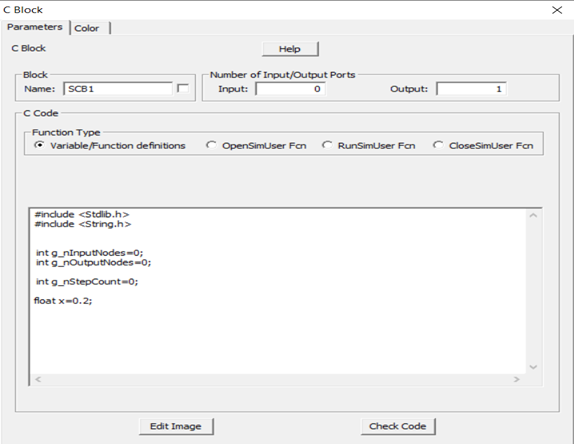 C Block
Parameters
Color
C Block
Help
Block
Name: SCB1
Number of Input/Output Ports
Input: 0 Output: 1
C Code
Function Type
Variable/Function definitions OpenSimUser Fcn RunSimUser Fcn CloseSimUser Fcn
#include <Stdlib.h>
#include <String.h>
int g_nInputNodes=0;
int g_nOutputNodes=0;
int g_nStepCount=0;
float x=0.2;
Edit Image Check Code